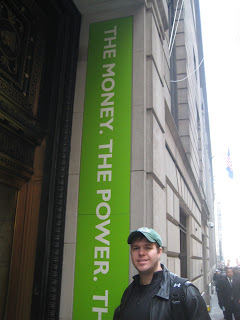 THE MONEY. THE POWER. TH